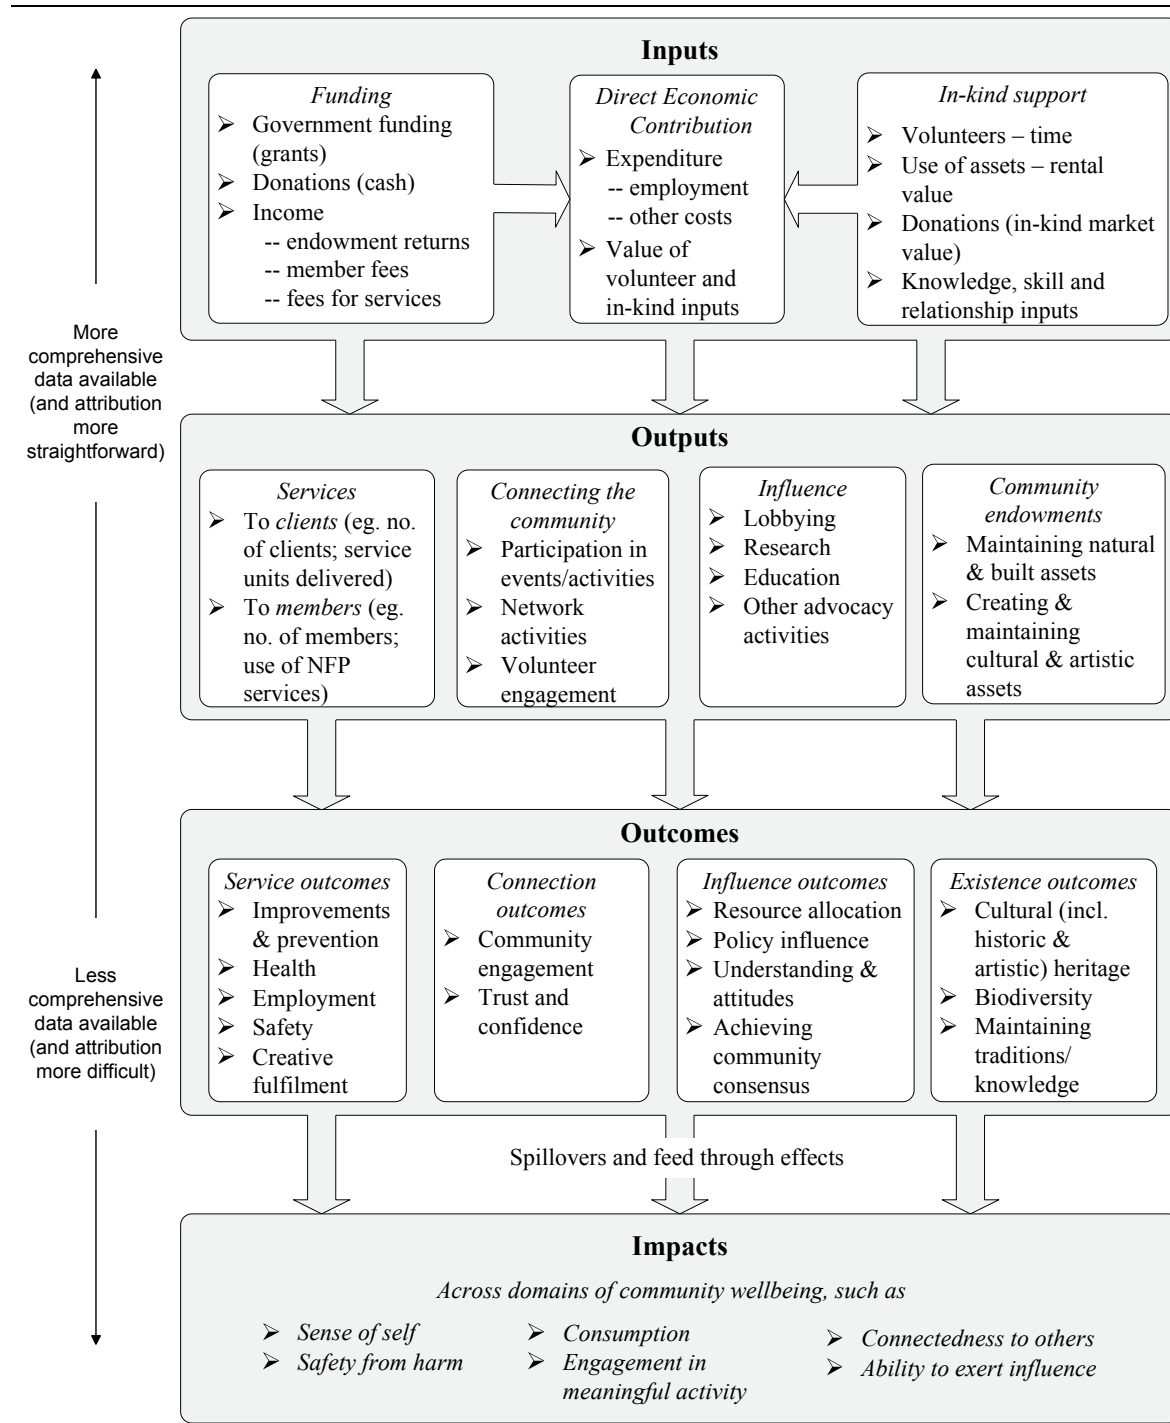 Inputs
Funding
➢ Government funding
(grants)
➢ Donations (cash)
➢ Income
-- endowment returns
-- member fees
-- fees for services
Direct Economic
Contribution
➢ Expenditure
-- employment
-- other costs
➢ Value of
volunteer and
in-kind inputs
In-kind support
➢ Volunteers – time
➢ Use of assets – rental
value
➢ Donations (in-kind market
value)
➢ Knowledge, skill and
relationship inputs
More
comprehensive
data available
(and attribution
more
straightforward)
Outputs
Services
➢ To clients (eg. no.
of clients; service
units delivered)
➢ To members (eg.
no. of members;
use of NFP
services)
Connecting the
community
➢ Participation in
events/activities
➢ Network
activities
➢ Volunteer
engagement
Influence
➢ Lobbying
➢ Research
➢ Education
➢ Other advocacy
activities
Community
endowments
➢ Maintaining natural
& built assets
➢ Creating &
maintaining
cultural & artistic
assets
Outcomes
Service outcomes
➢ Improvements
& prevention
➢ Health
➢ Employment
➢ Safety
➢ Creative
fulfilment
Connection
outcomes
➢ Community
engagement
➢ Trust and
confidence
Influence outcomes
➢ Resource allocation
➢ Policy influence
➢ Understanding &
attitudes
➢ Achieving
community
consensus
Existence outcomes
➢ Cultural (incl.
historic &
artistic) heritage
➢ Biodiversity
➢ Maintaining
traditions/
knowledge
Less
comprehensive
data available
(and attribution
more difficult)
Spillovers and feed through effects
Impacts
Across domains of community wellbeing, such as
➢ Sense of self
➢ Safety from harm
➢ Consumption
➢ Engagement in
meaningful activity
➢ Connectedness to others
➢ Ability to exert influence